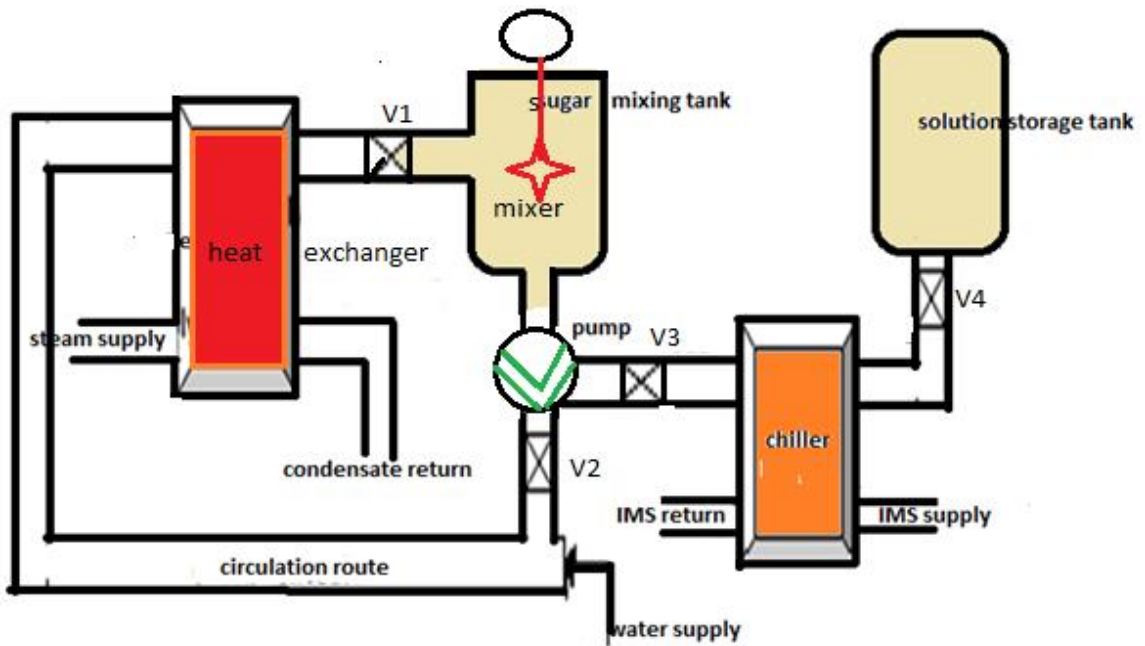 V1
sugar mixing tank
solution storage tank
mixer
heat exchanger
V4
pump
V3
steam supply
chiller
condensate return
V2
IMS return
IMS supply
circulation route
water supply